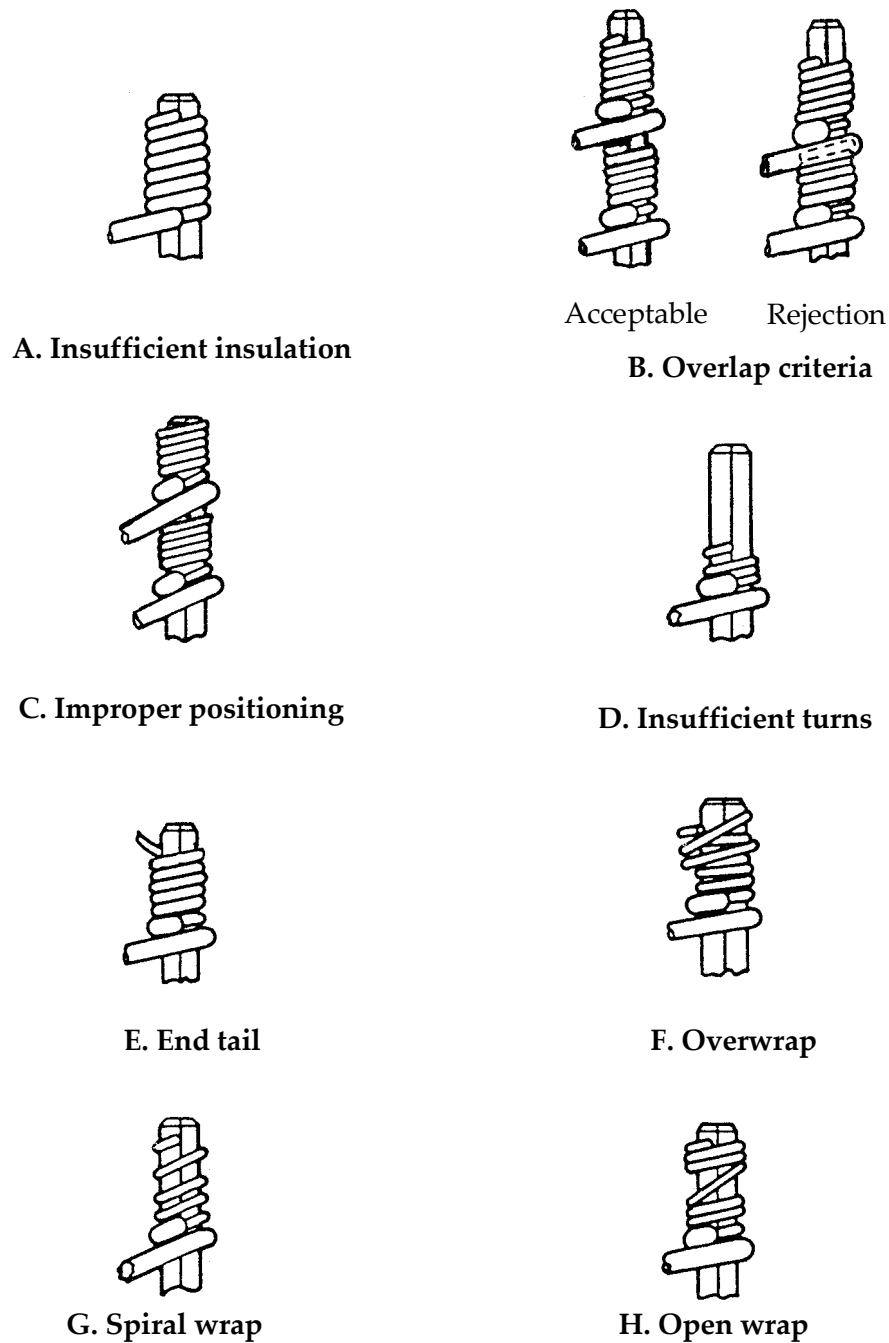 A. Insufficient insulation
Acceptable
Rejection
B. Overlap criteria
C. Improper positioning
D. Insufficient turns
E. End tail
F. Overwrap
G. Spiral wrap
H. Open wrap